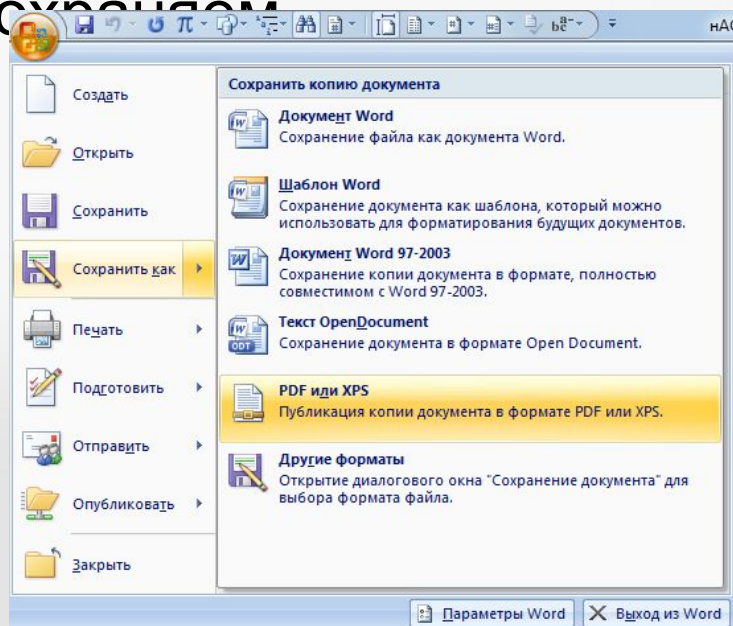 охраняем
нАС
Создать
Открыть
Сохранить
Сохранить как
Печать
Подготовить
Отправить
Опубликовать
Закрыть
Сохранить копию документа
Документ Word
Сохранение файла как документа Word.
Шаблон Word
Сохранение документа как шаблона, который можно
использовать для форматирования будущих документов.
Документ Word 97-2003
Сохранение копии документа в формате, полностью
совместимом с Word 97-2003.
Текст OpenDocument
Сохранение документа в формате Open Document.
PDF или XPS
Публикация копии документа в формате PDF или XPS.
Другие форматы
Открытие диалогового окна "Сохранение документа" для
выбора формата файла.
Параметры Word
Выход из Word